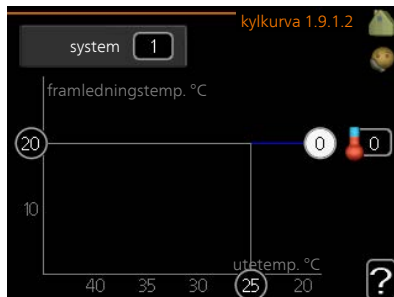 kylkurva 1.9.1.2
system 1
framledningstemp. °C
20
0
0
10
utetemp. °C
40 35 30 25 20
?